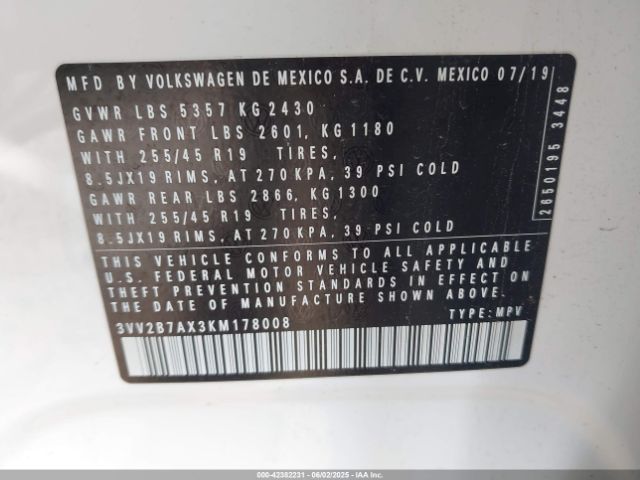 MFD BY VOLKSWAGEN DE MEXICO S.A. DE C.V. MEXICO 07/19
GVWR LBS 5357 KG 2430
GAWR FRONT LBS 2601, KG 1180
WITH 255/45 R19 TIRES,
8.5JX19 RIMS, AT 270 KPA, 39 PSI COLD
GAWR REAR LBS 2866, KG 1300
WITH 255/45 R19 TIRES,
8.5JX19 RIMS, AT 270 KPA, 39 PSI COLD
THIS VEHICLE CONFORMS TO ALL APPLICABLE
U.S. FEDERAL MOTOR VEHICLE SAFETY AND
THEFT PREVENTION STANDARDS IN EFFECT ON
THE DATE OF MANUFACTURE SHOWN ABOVE.
3VV2B7AX3KM178008 TYPE: MPV
2650195 3448
000-42382231 - 06/02/2025 - IAAI.com